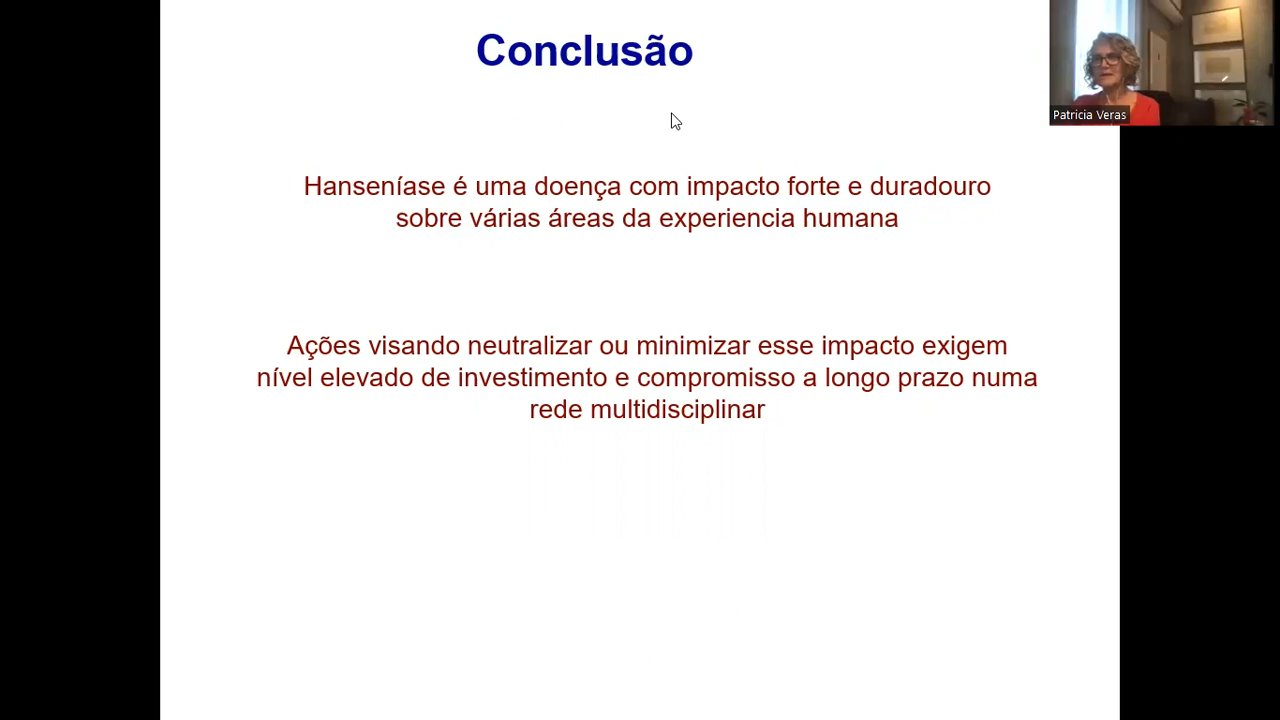 Conclusão
Patricia Veras
Hanseníase é uma doença com impacto forte e duradouro
sobre várias áreas da experiencia humana
Ações visando neutralizar ou minimizar esse impacto exigem
nível elevado de investimento e compromisso a longo prazo numa
rede multidisciplinar